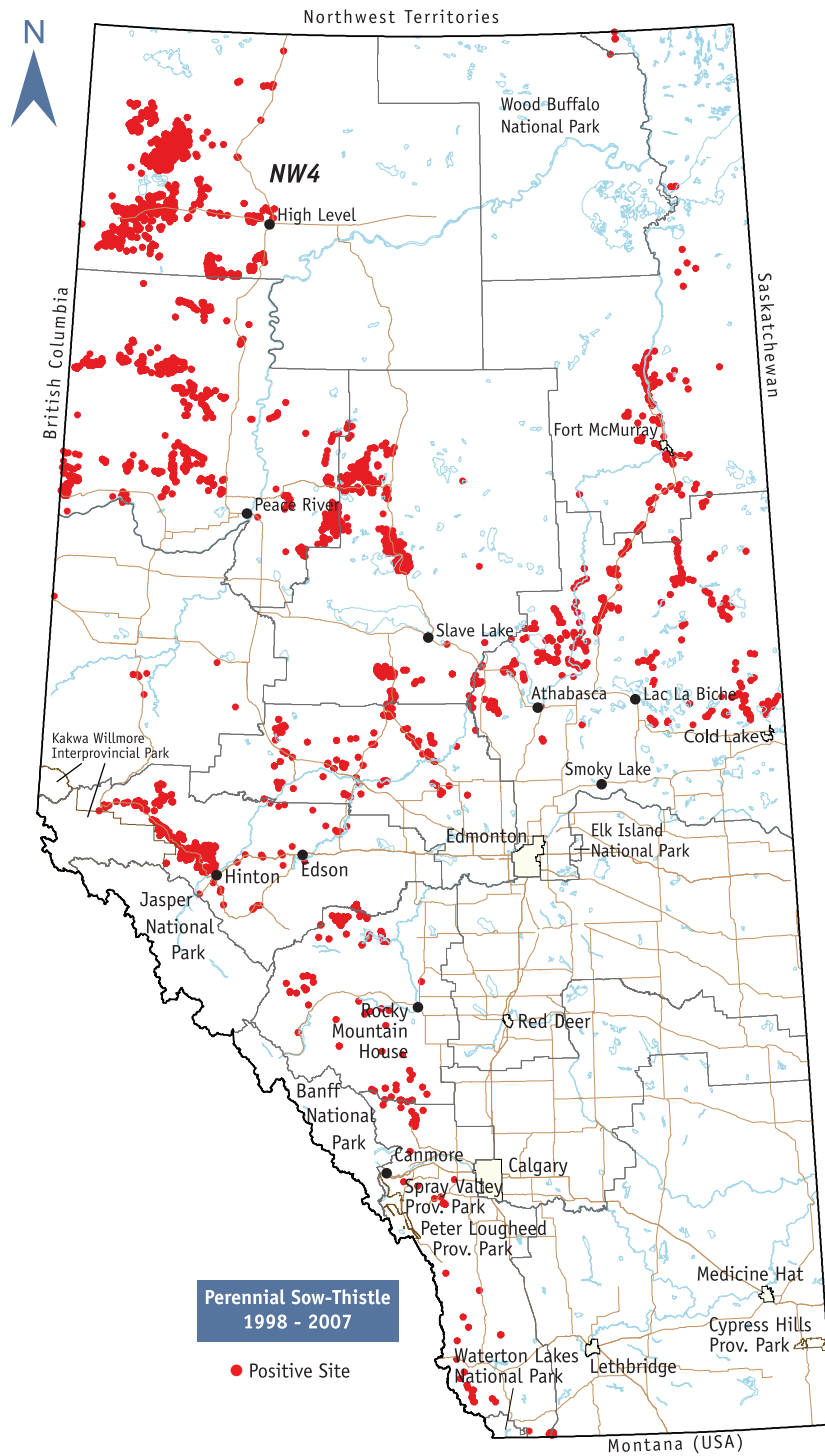 Northwest Territories
N
Wood Buffalo
National Park
NW4
High Level
British Columbia
Saskatchewan
Fort McMurray
Peace River
Slave Lake
Athabasca
Lac La Biche
Cold Lake
Kakwa Willmore
Interprovincial Park
Smoky Lake
Edmonton
Elk Island
National Park
Edson
Hinton
Jasper
National
Park
Rocky
Mountain
House
Red Deer
Banff
National
Park
Canmore
Calgary
Spray Valley
Prov. Park
Peter Lougheed
Prov. Park
Medicine Hat
Perennial Sow-Thistle
1998 - 2007
Cypress Hills
Prov. Park
Positive Site
Waterton Lakes
National Park
Lethbridge
Montana (USA)